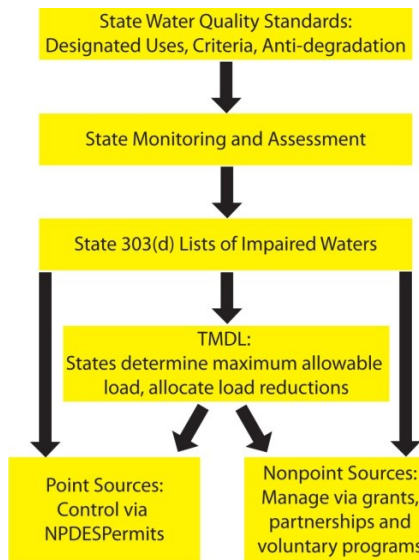 State Water Quality Standards:
Designated Uses, Criteria, Anti-degradation
State Monitoring and Assessment
State 303(d) Lists of Impaired Waters
TMDL:
States determine maximum allowable
load, allocate load reductions
Point Sources:
Control via
NPDESPermits
Nonpoint Sources:
Manage via grants,
partnerships and
voluntary programs